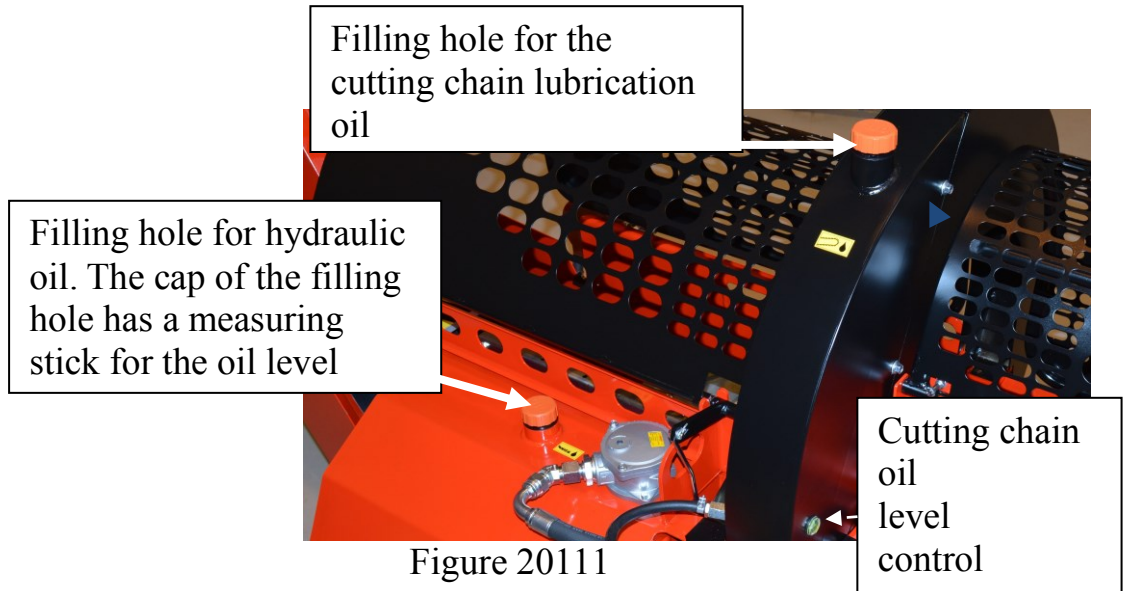 Filling hole for the
cutting chain lubrication
oil
Filling hole for hydraulic
oil. The cap of the filling
hole has a measuring
stick for the oil level
Cutting chain
oil
level
control
Figure 20111